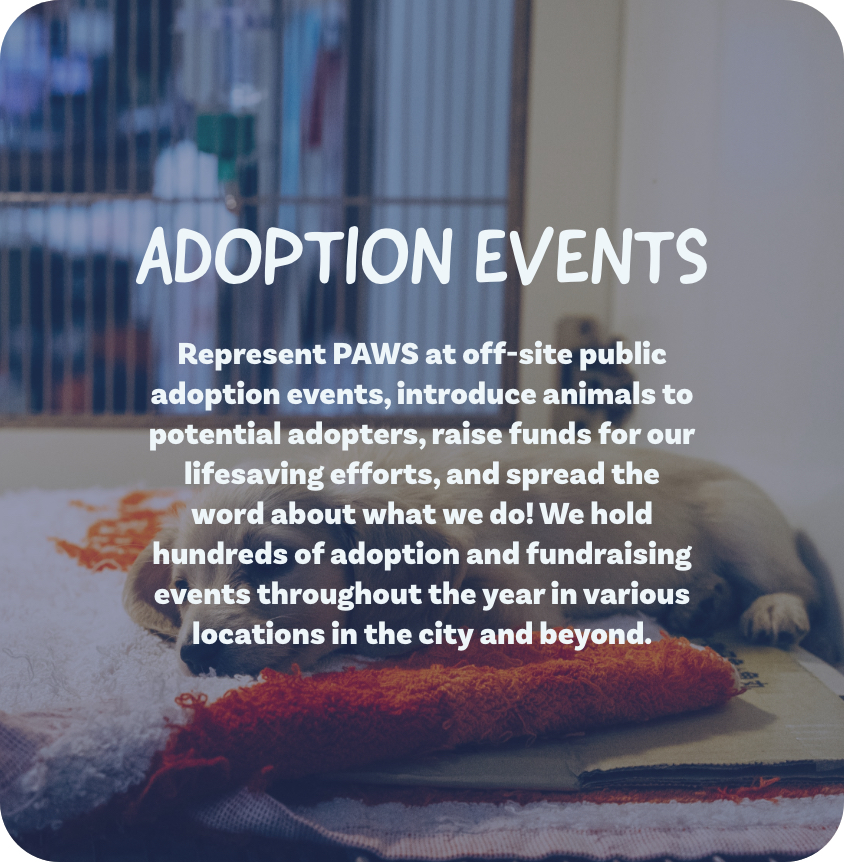 ADOPTION EVENTS
Represent PAWS at off-site public
adoption events, introduce animals to
potential adopters, raise funds for our
lifesaving efforts, and spread the
word about what we do! We hold
hundreds of adoption and fundraising
events throughout the year in various
locations in the city and beyond.